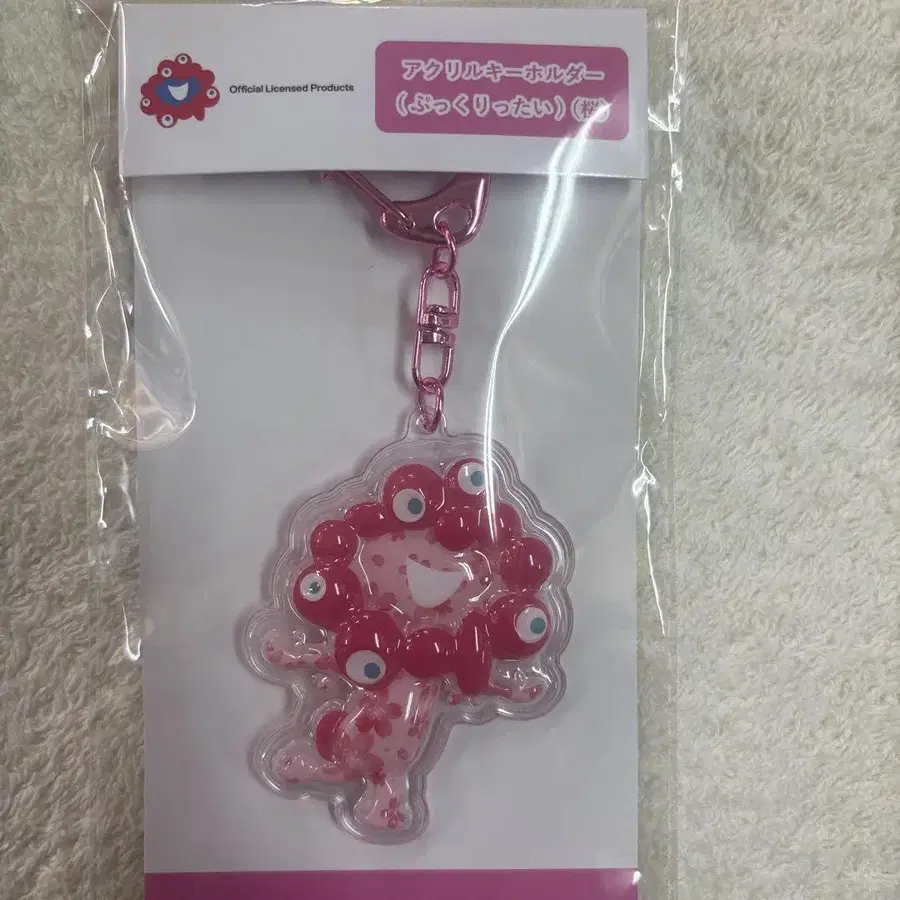 Official Licensed Products
アクリルキーホルダー
(ぷっくりったい)(桜)